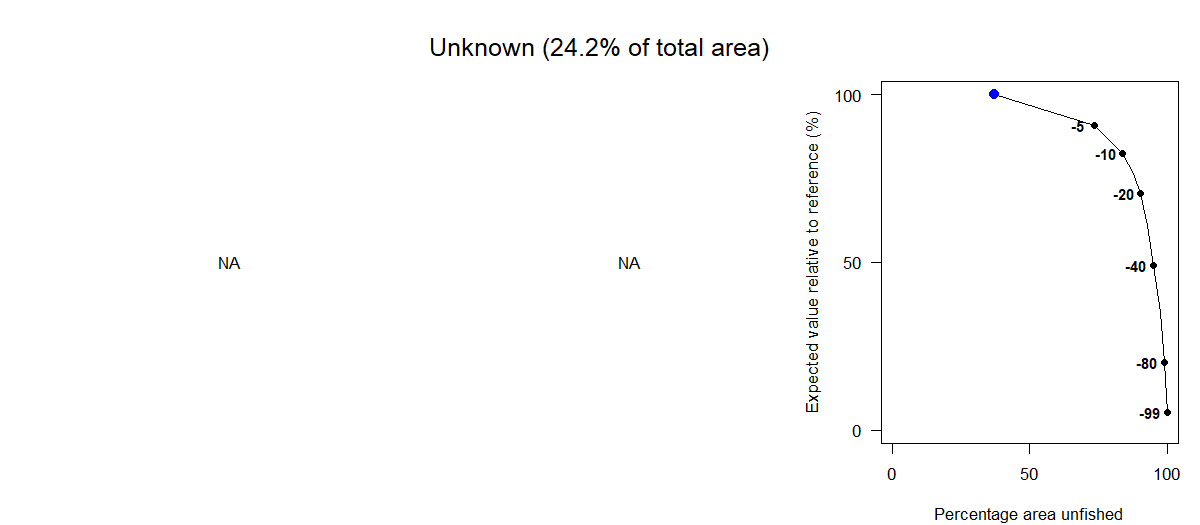 Unknown (24.2% of total area)
NA
NA
Expected value relative to reference (%)
100
50
0
-5
-10
-20
-40
-80
-99
0 50 100
Percentage area unfished